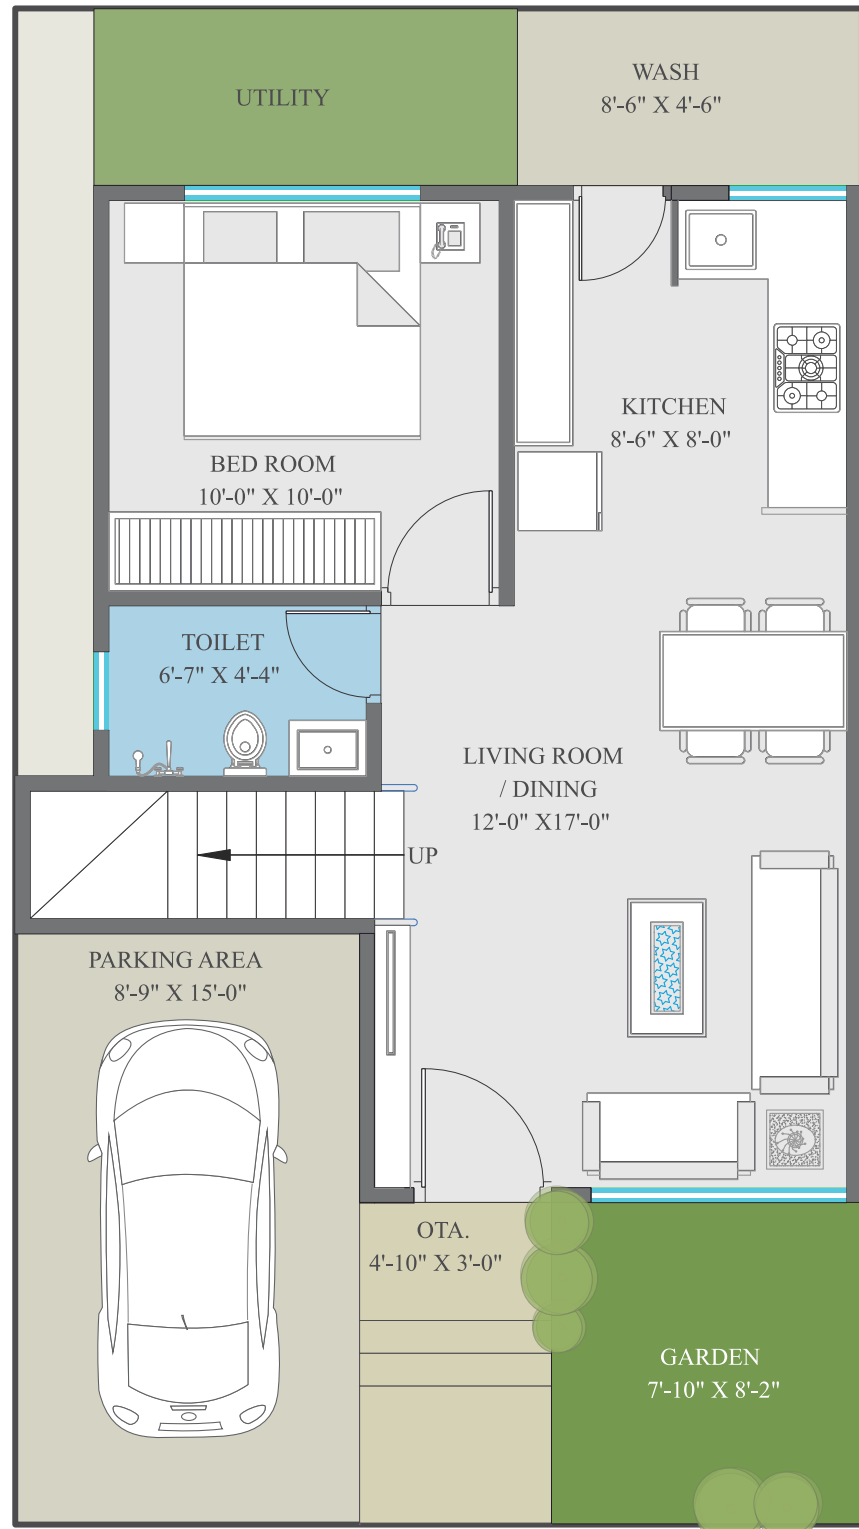 UTILITY
WASH
8'-6" X 4'-6"
KITCHEN
8'-6" X 8'-0"
BED ROOM
10'-0" X 10'-0"
TOILET
6'-7" X 4'-4"
LIVING ROOM
/ DINING
12'-0" X17'-0"
UP
PARKING AREA
8'-9" X 15'-0"
OTA.
4'-10" X 3'-0"
GARDEN
7'-10" X 8'-2"